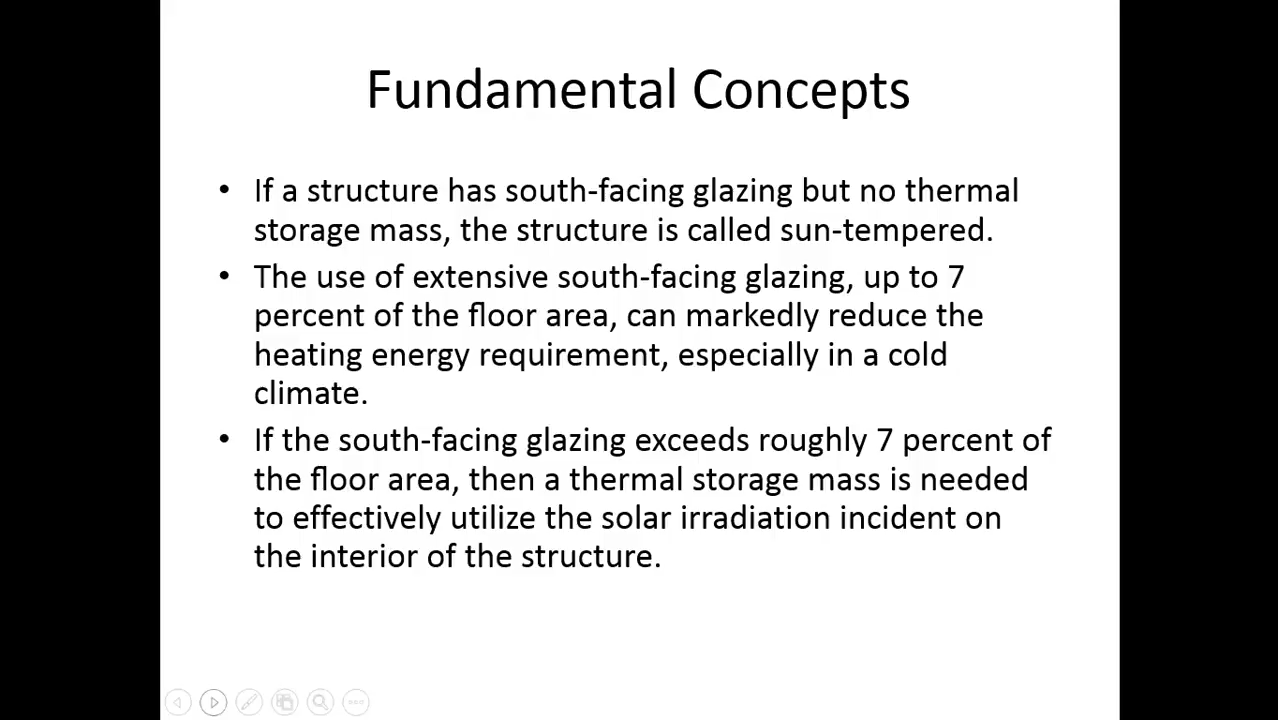 Fundamental Concepts
• If a structure has south-facing glazing but no thermal
storage mass, the structure is called sun-tempered.
• The use of extensive south-facing glazing, up to 7
percent of the floor area, can markedly reduce the
heating energy requirement, especially in a cold
climate.
• If the south-facing glazing exceeds roughly 7 percent of
the floor area, then a thermal storage mass is needed
to effectively utilize the solar irradiation incident on
the interior of the structure.